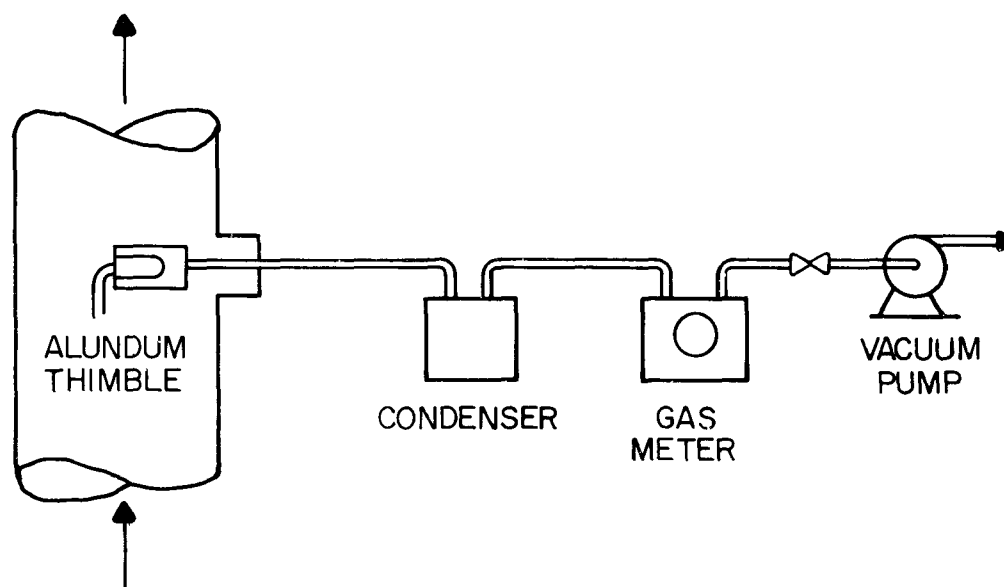 ALUNDUM
THIMBLE
CONDENSER
GAS
METER
VACUUM
PUMP